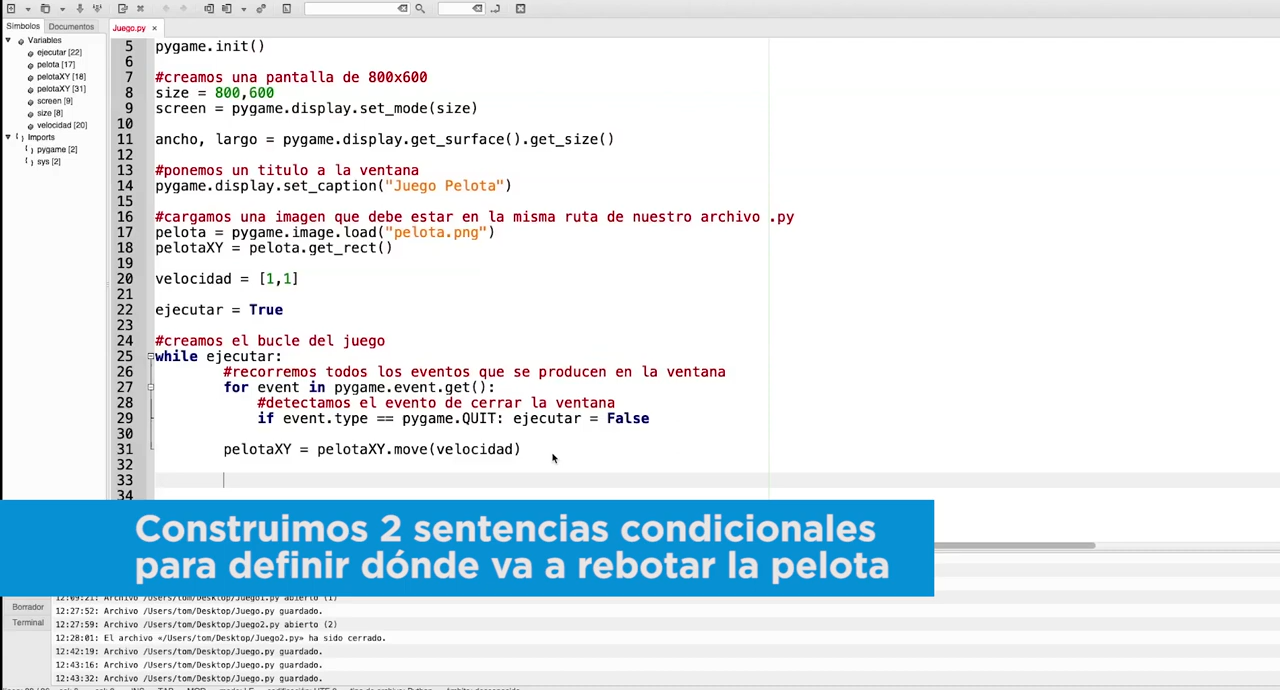 Símbolos
Documentos
Juego.py
Variables
ejecutar [22]
pelota [17]
pelotaXY [18]
pelotaXY [31]
screen [9]
size [8]
velocidad [20]
Imports
pygame [2]
sys [2]
5 pygame.init()
6
7 #creamos una pantalla de 800x600
8 size = 800,600
9 screen = pygame.display.set_mode(size)
10
11 ancho, largo = pygame.display.get_surface().get_size()
12
13 #ponemos un titulo a la ventana
14 pygame.display.set_caption("Juego Pelota")
15
16 #cargamos una imagen que debe estar en la misma ruta de nuestro archivo .py
17 pelota = pygame.image.load("pelota.png")
18 pelotaXY = pelota.get_rect()
19
20 velocidad = [1,1]
21
22 ejecutar = True
23
24 #creamos el bucle del juego
25 while ejecutar:
26 #recorremos todos los eventos que se producen en la ventana
27 for event in pygame.event.get():
28 #detectamos el evento de cerrar la ventana
29 if event.type == pygame.QUIT: ejecutar = False
30
31 pelotaXY = pelotaXY.move(velocidad)
32
33
34
Construimos 2 sentencias condicionales
para definir dónde va a rebotar la pelota
Borrador
Terminal
12:09:21: Archivo /Users/tom/Desktop/Juego1.py abierto (1)
12:27:52: Archivo /Users/tom/Desktop/Juego.py guardado.
12:27:59: Archivo /Users/tom/Desktop/Juego2.py abierto (2)
12:28:01: El archivo «/Users/tom/Desktop/Juego2.py» ha sido cerrado.
12:42:19: Archivo /Users/tom/Desktop/Juego.py guardado.
12:43:16: Archivo /Users/tom/Desktop/Juego.py guardado.
12:43:32: Archivo /Users/tom/Desktop/Juego.py guardado.